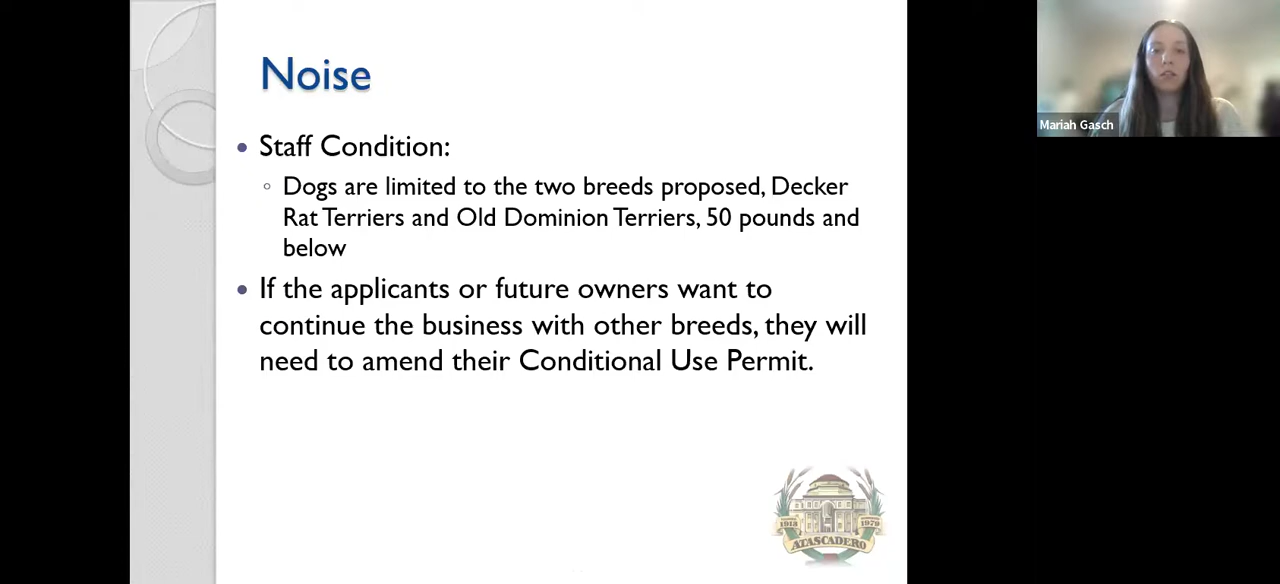 Noise
Staff Condition:
Dogs are limited to the two breeds proposed, Decker
Rat Terriers and Old Dominion Terriers, 50 pounds and
below
If the applicants or future owners want to
continue the business with other breeds, they will
need to amend their Conditional Use Permit.
Mariah Gasch
1913
1979
ATASCADERO